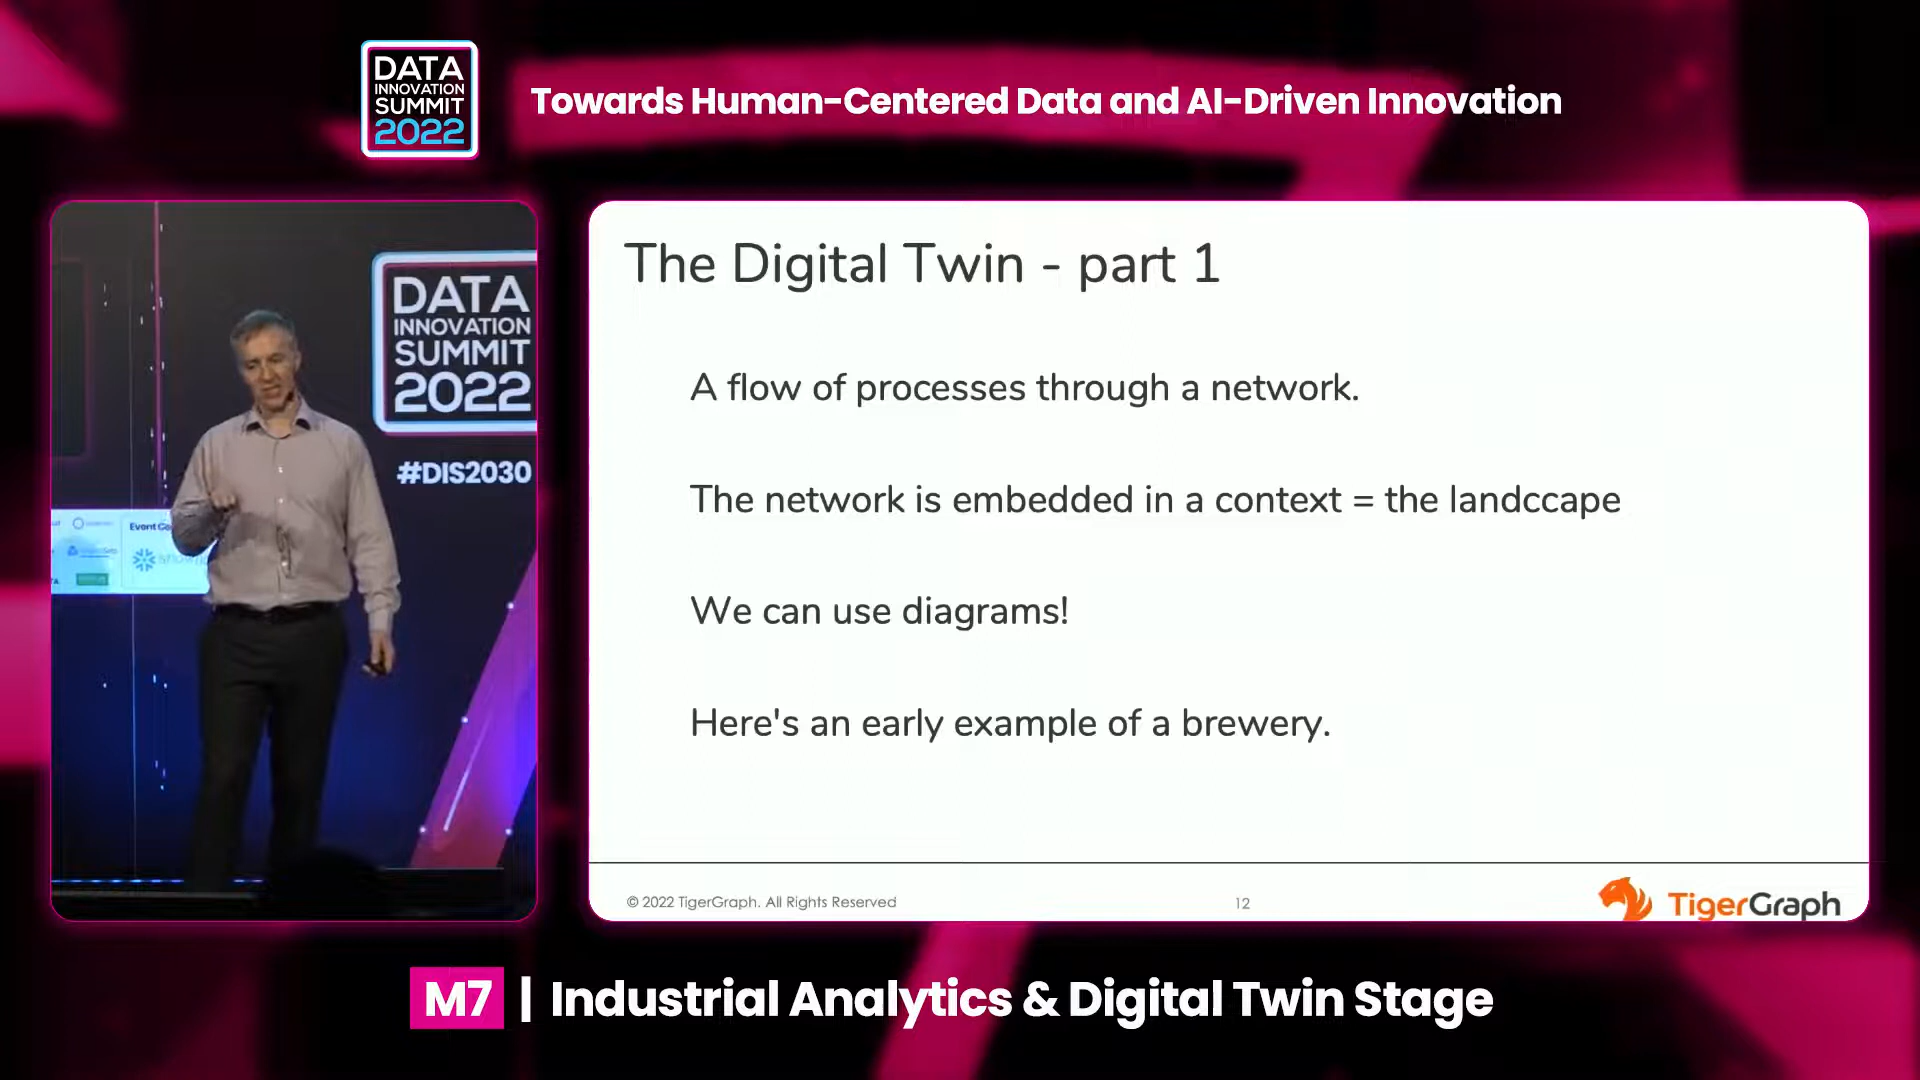 DATA
INNOVATION
SUMMIT
2022
Towards Human-Centered Data and AI-Driven Innovation
DATA
INNOVATION
SUMMIT
2022
#DIS2030
The Digital Twin - part 1
A flow of processes through a network.
The network is embedded in a context = the landccape
We can use diagrams!
Here's an early example of a brewery.
© 2022 TigerGraph. All Rights Reserved
12
TigerGraph
M7 | Industrial Analytics & Digital Twin Stage